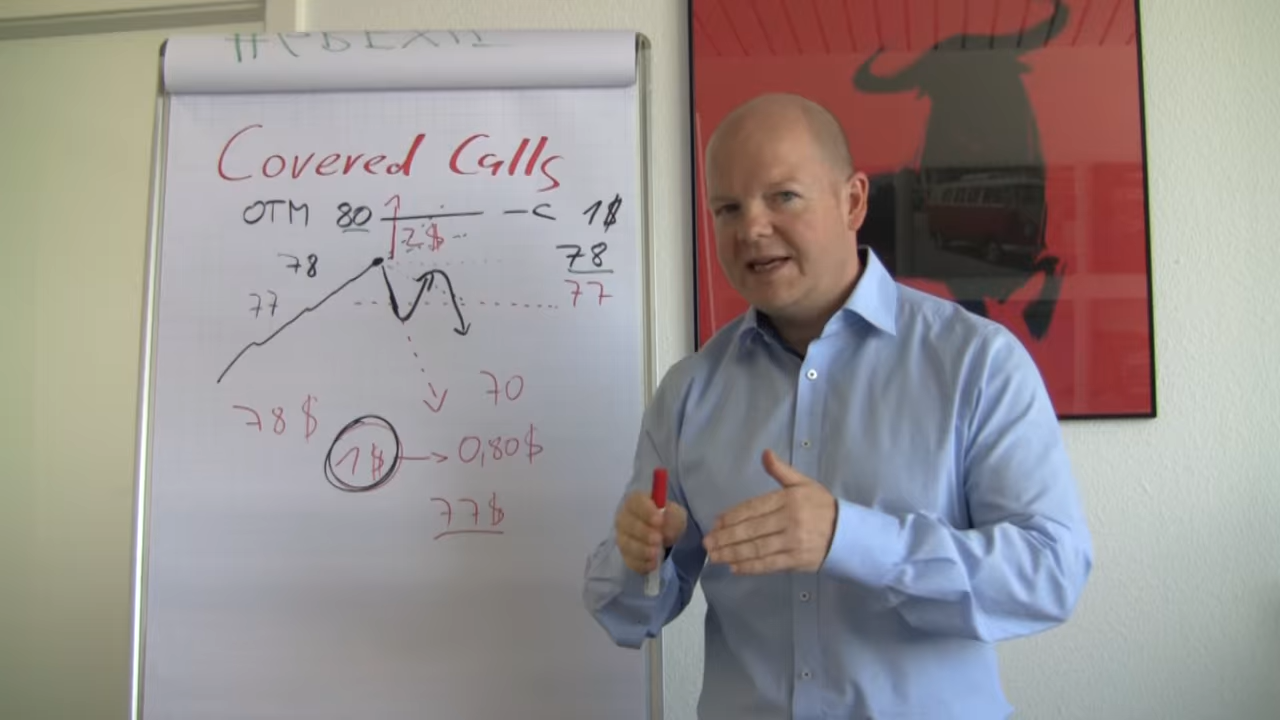 Covered Calls
OTM 80 – C 1$
2$
78 78
77 77
70
78$
1$ → 0,80$
77$